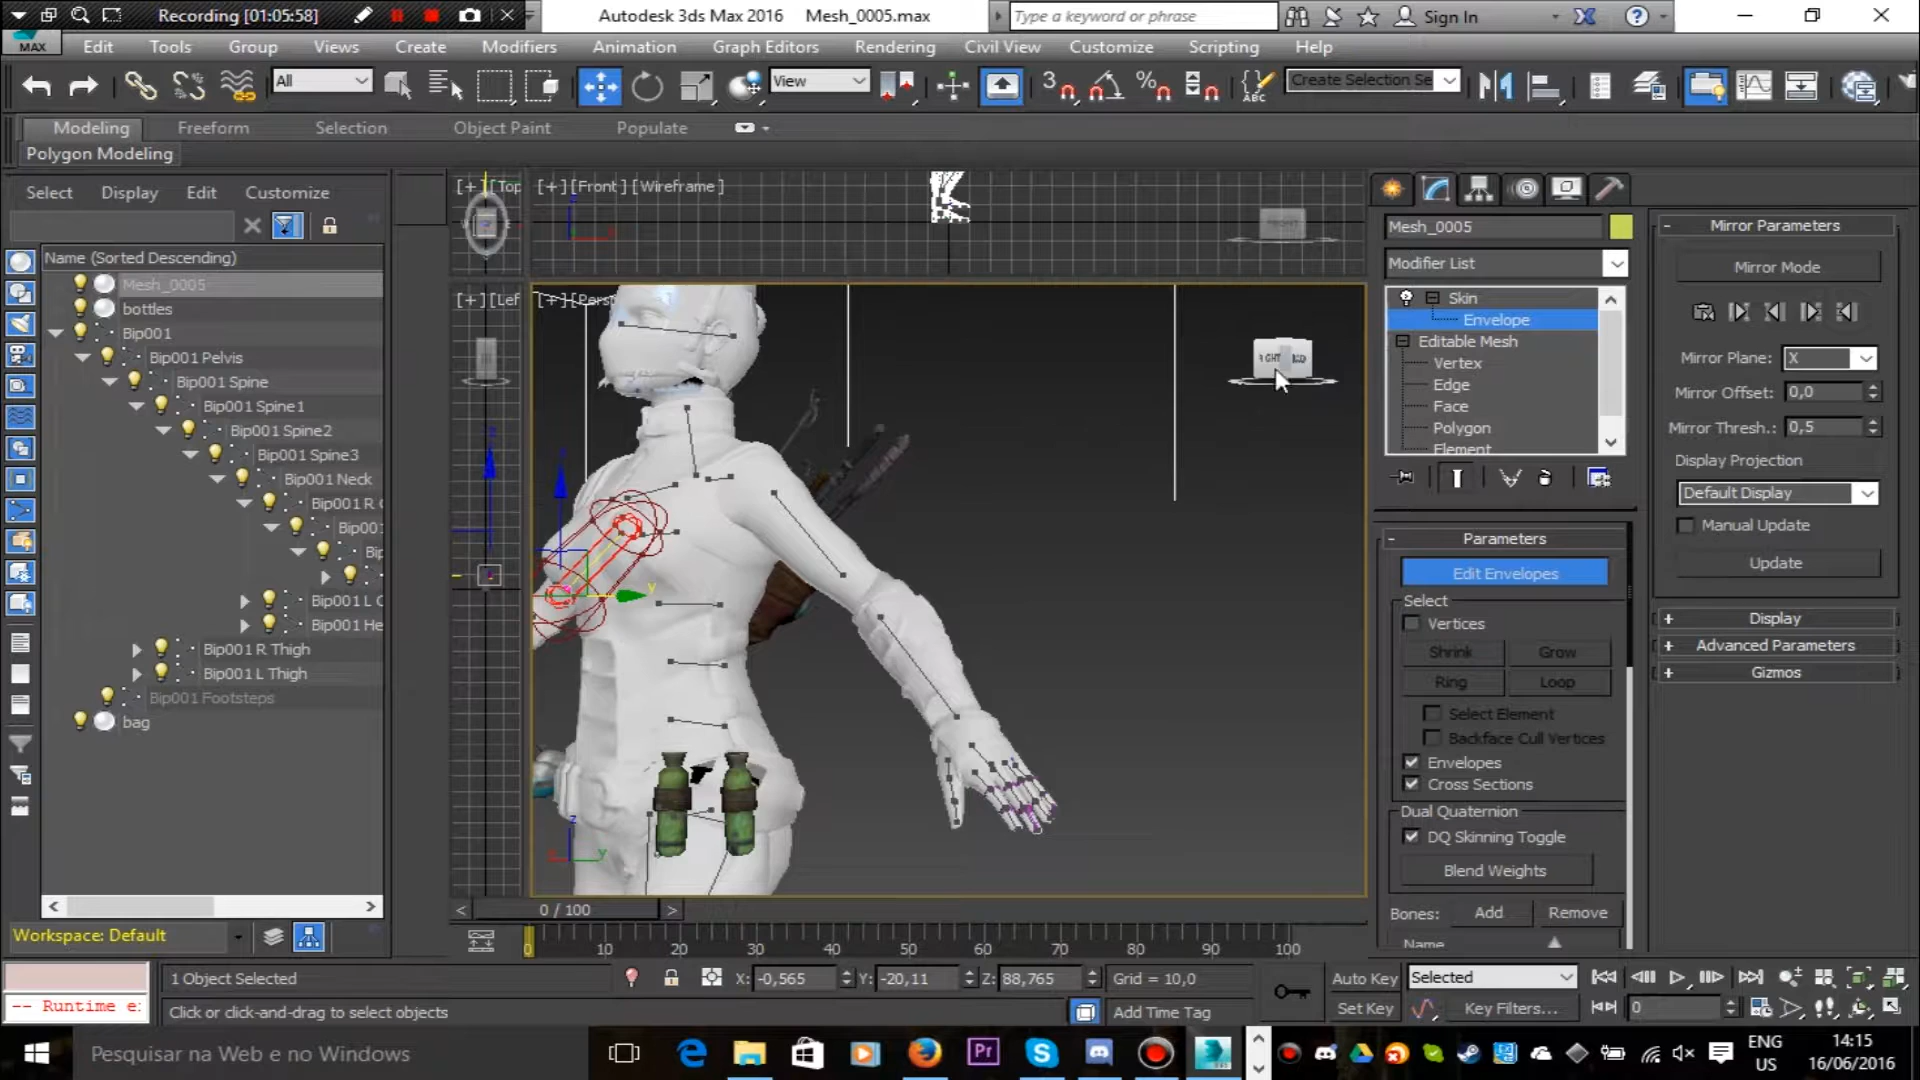 Recording [01:05:58]
Autodesk 3ds Max 2016 Mesh_0005.max
Type a keyword or phrase
Sign In
MAX
Edit Tools Group Views Create Modifiers Animation Graph Editors Rendering Civil View Customize Scripting Help
All
View
3
%
ABC
Create Selection Se
Modeling Freeform Selection Object Paint Populate
Polygon Modeling
Select Display Edit Customize
Name (Sorted Descending)
Mesh_0005
bottles
Bip001
Bip001 Pelvis
Bip001 Spine
Bip001 Spine1
Bip001 Spine2
Bip001 Spine3
Bip001 Neck
Bip001 R
Bip001
Bip001 L
Bip001 He
Bip001 R Thigh
Bip001 L Thigh
Bip001 Footsteps
bag
Workspace: Default
[+] [Top
[+] [Front] [Wireframe]
FRONT
[+] [Lef
[+] [Pers
z
y
x
z
y
0 / 100
0 10 20 30 40 50 60 70 80 90 100
Mesh_0005
Modifier List
Skin
Envelope
Editable Mesh
Vertex
Edge
Face
Polygon
Element
- Parameters
Edit Envelopes
Select
Vertices
Shrink Grow
Ring Loop
Select Element
Backface Cull Vertices
Envelopes
Cross Sections
Dual Quaternion
DQ Skinning Toggle
Blend Weights
Bones: Add Remove
Name
- Mirror Parameters
Mirror Mode
Mirror Plane: X
Mirror Offset: 0,0
Mirror Thresh.: 0,5
Display Projection
Default Display
Manual Update
Update
+ Display
+ Advanced Parameters
+ Gizmos
-- Runtime e:
1 Object Selected
Click or click-and-drag to select objects
X: -0,565 Y: -20,11 Z: 88,765 Grid = 10,0
Add Time Tag
Auto Key Selected
Set Key Key Filters... 0
Pesquisar na Web e no Windows
Pr
ENG
US
14:15
16/06/2016